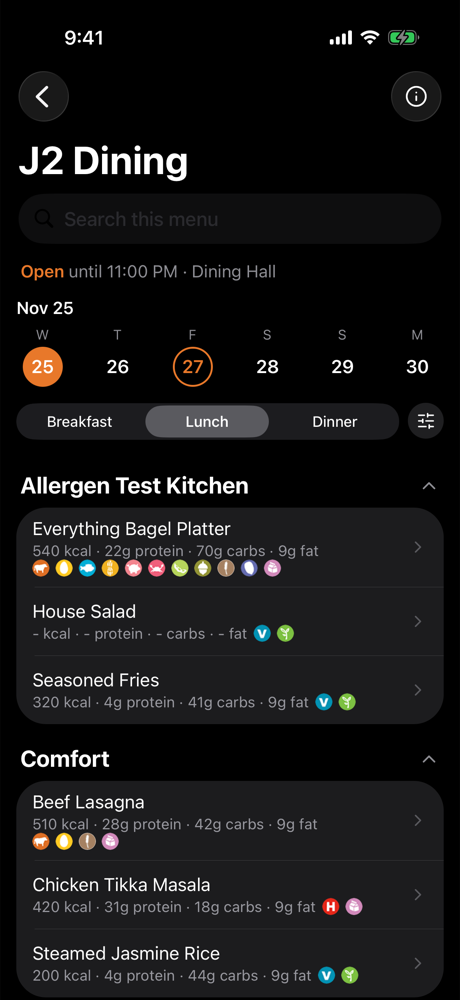 9:41
J2 Dining
Search this menu
Open until 11:00 PM · Dining Hall
Nov 25
W T F S S M
25 26 27 28 29 30
Breakfast Lunch Dinner
Allergen Test Kitchen
Everything Bagel Platter
540 kcal · 22g protein · 70g carbs · 9g fat
House Salad
- kcal · - protein · - carbs · - fat V
Seasoned Fries
320 kcal · 4g protein · 41g carbs · 9g fat V
Comfort
Beef Lasagna
510 kcal · 28g protein · 42g carbs · 9g fat
Chicken Tikka Masala
420 kcal · 31g protein · 18g carbs · 9g fat H
Steamed Jasmine Rice
200 kcal · 4g protein · 44g carbs · 9g fat V